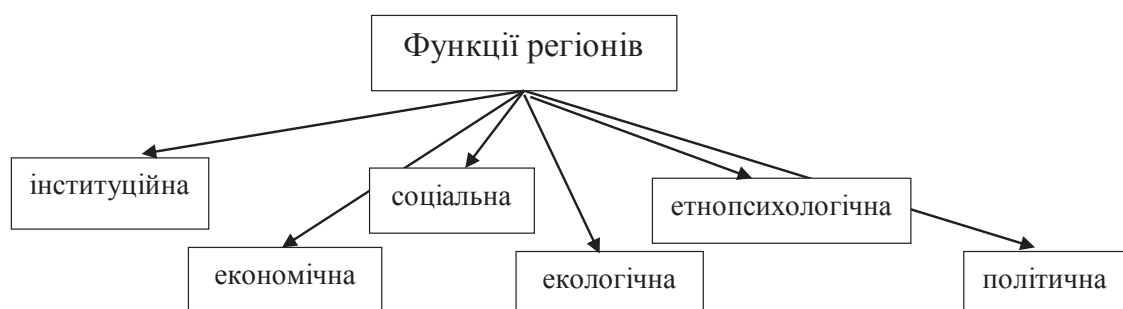 Функції регіонів
інституційна
соціальна
етнопсихологічна
економічна
екологічна
політична